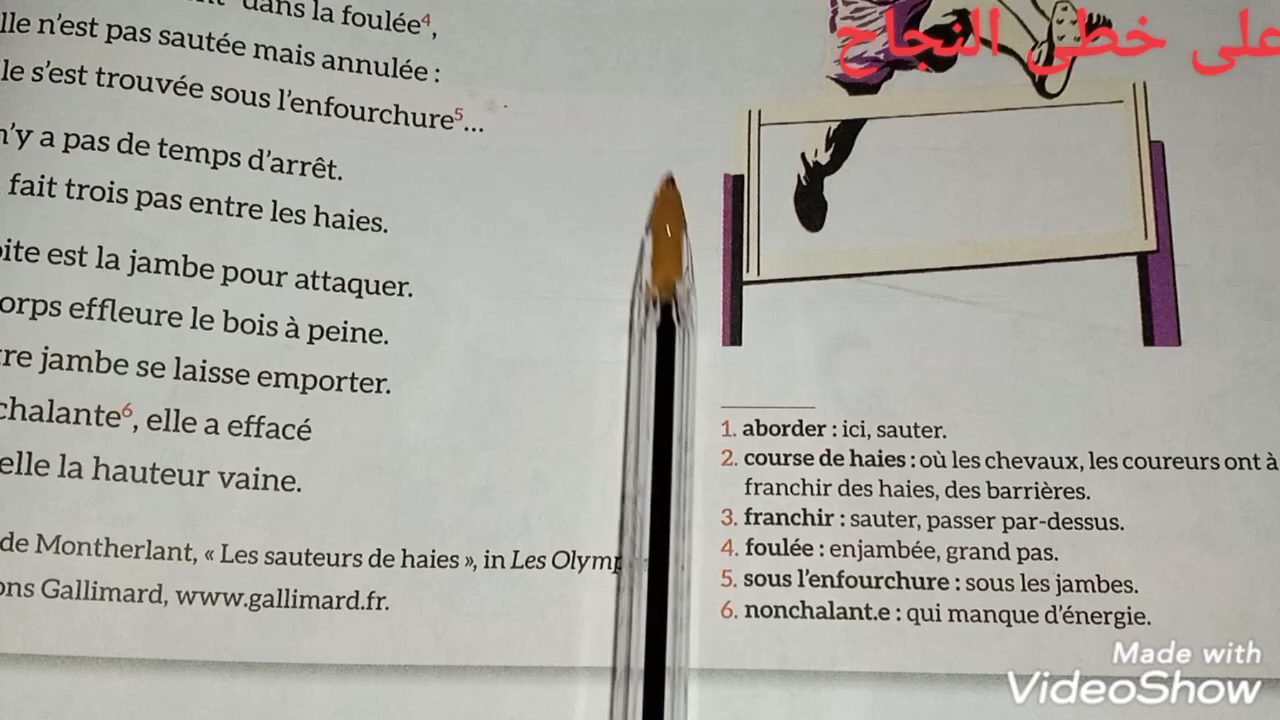 dans la foulée⁴,
lle n'est pas sautée mais annulée :
le s'est trouvée sous l'enfourchure⁵...
n'y a pas de temps d'arrêt.
fait trois pas entre les haies.
oite est la jambe pour attaquer.
orps effleure le bois à peine.
tre jambe se laisse emporter.
chalante⁶, elle a effacé
elle la hauteur vaine.
de Montherlant, « Les sauteurs de haies », in Les Olymp
ons Gallimard, www.gallimard.fr.
على خطى النجاح
1. aborder : ici, sauter.
2. course de haies : où les chevaux, les coureurs ont à
franchir des haies, des barrières.
3. franchir : sauter, passer par-dessus.
4. foulée : enjambée, grand pas.
5. sous l'enfourchure : sous les jambes.
6. nonchalant.e : qui manque d'énergie.
Made with
VideoShow